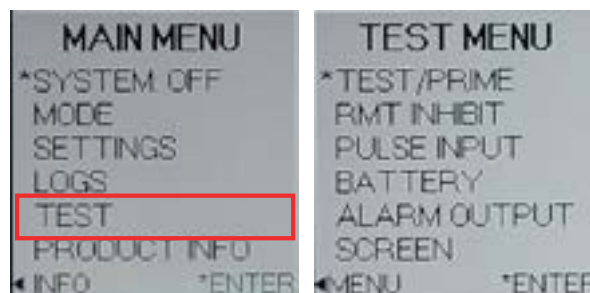 MAIN MENU
*SYSTEM: OFF
MODE
SETTINGS
LOGS
TEST
PRODUCT INFO
◄INFO *ENTER
TEST MENU
*TEST/PRIME
RMT INHIBIT
PULSE INPUT
BATTERY
ALARM OUTPUT
SCREEN
◄MENU *ENTER